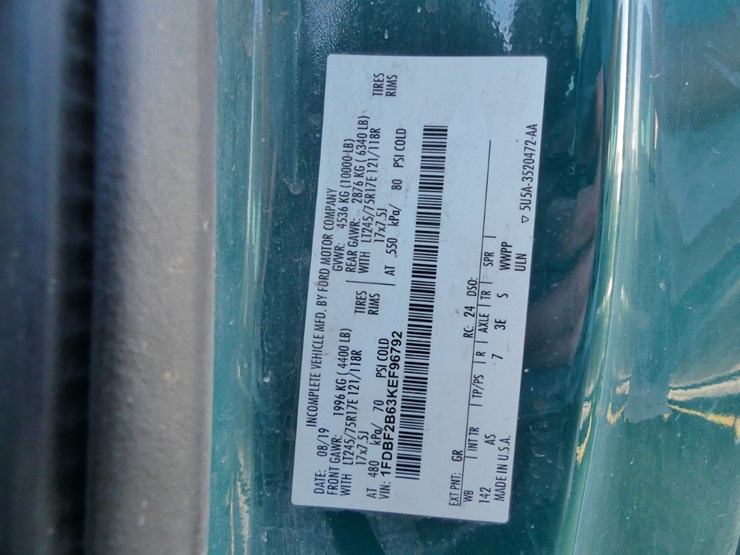 INCOMPLETE VEHICLE MFD. BY FORD MOTOR COMPANY
DATE: 08/19 GVWR: 4536 KG (10000 LB)
FRONT GAWR: 1996 KG (4400 LB) REAR GAWR: 2876 KG (6340 LB)
WITH LT245/75R17E 121/118R TIRES WITH LT245/75R17E 121/118R TIRES
17x7.5J RIMS 17x7.5J RIMS
AT 480 kPa/ 70 PSI COLD AT 550 kPa/ 80 PSI COLD
VIN: 1FDBF2B63KEF96792
EXT PNT: GR RC: 24 DSO:
WB INT TR TP/PS R AXLE TR SPR
142 AS 7 3E S WWPP
MADE IN U.S.A. ULN
▽ 5U5A-3520472-AA